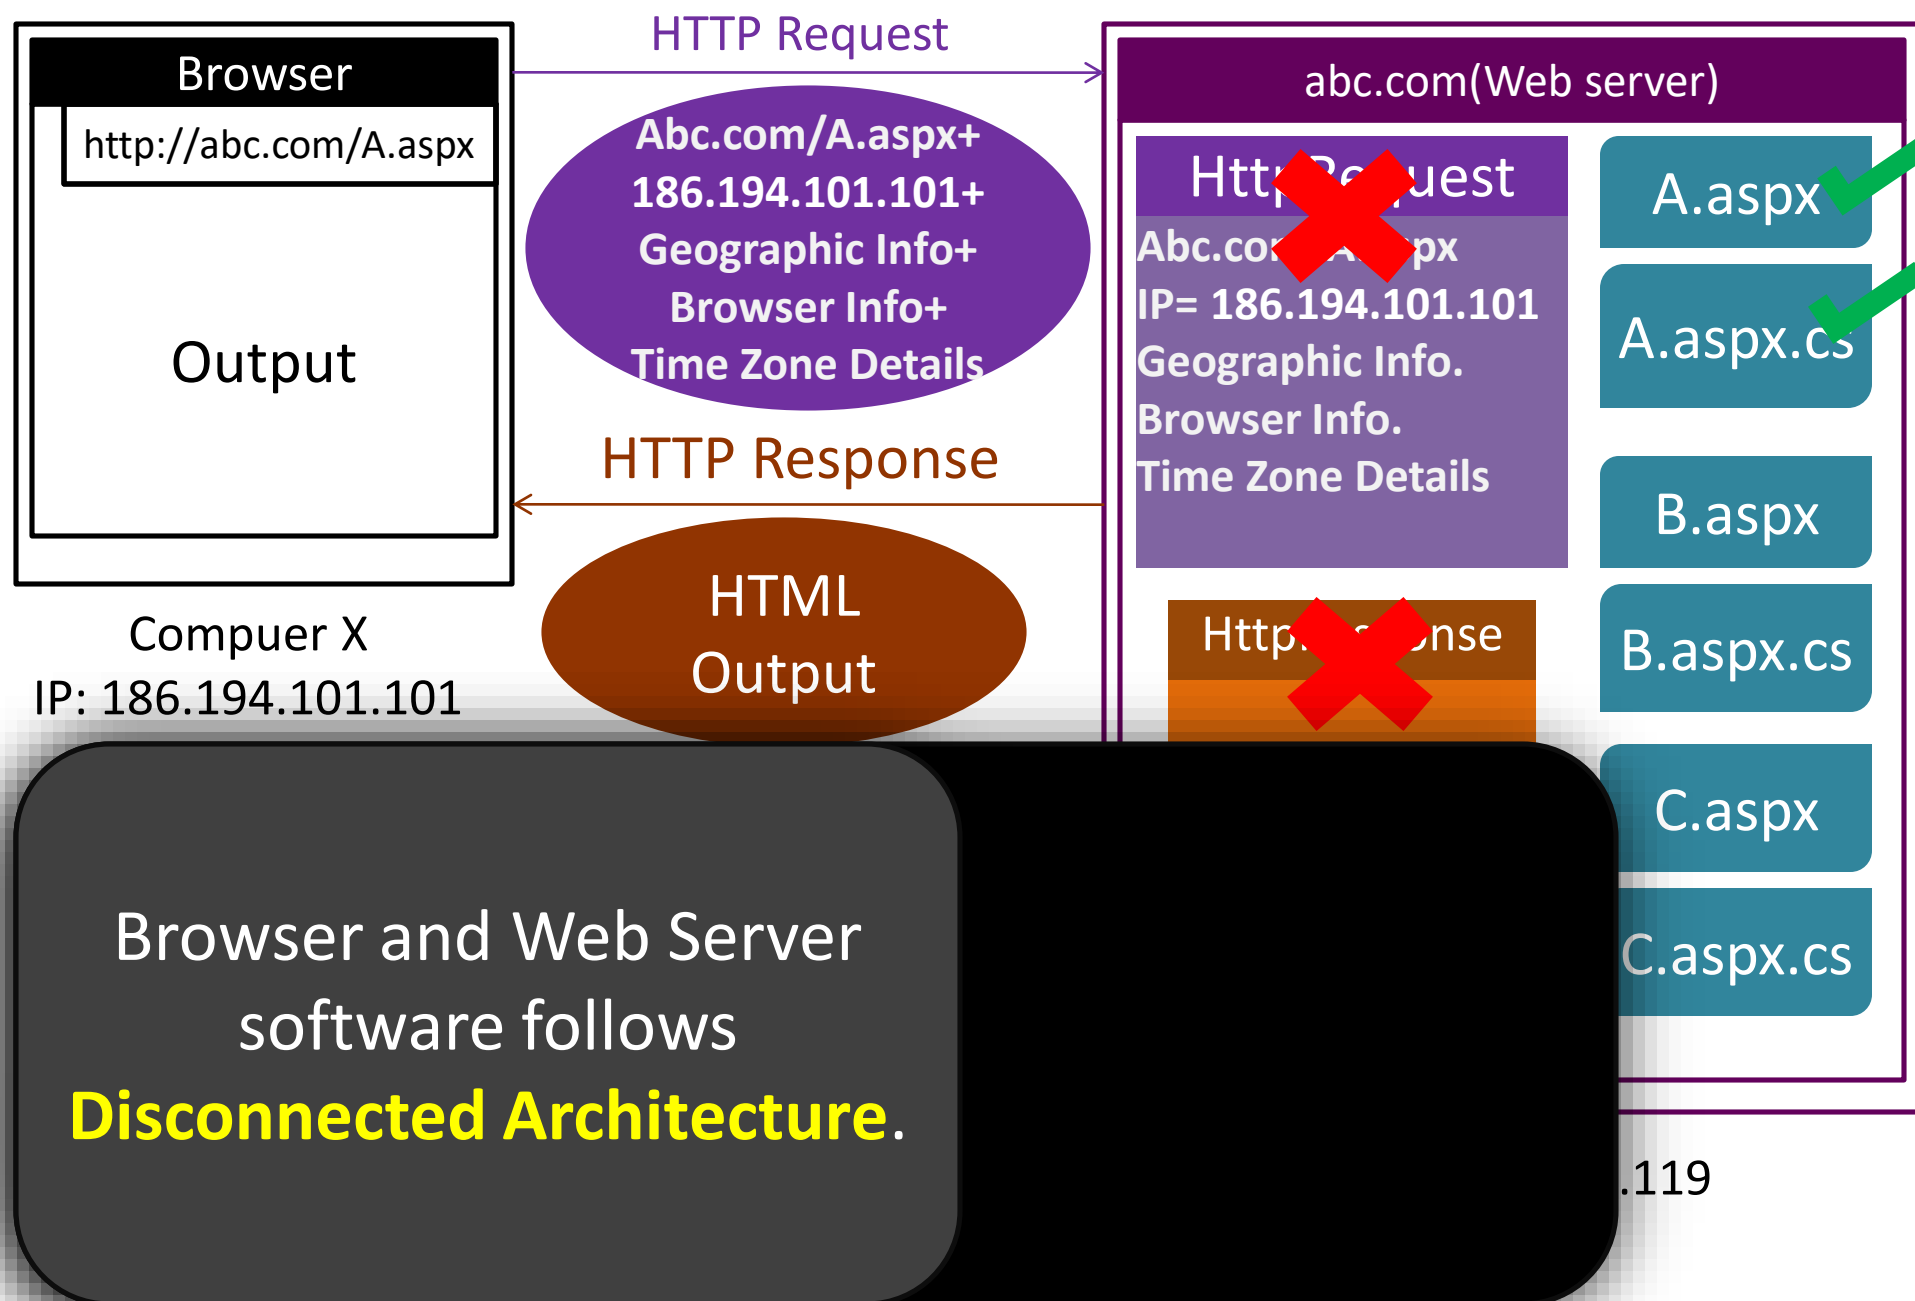 HTTP Request
Browser
http://abc.com/A.aspx
Output
Compuer X
IP: 186.194.101.101
Abc.com/A.aspx+
186.194.101.101+
Geographic Info+
Browser Info+
Time Zone Details
HTTP Response
HTML
Output
abc.com(Web server)
IP= 186.194.101.101
Geographic Info.
Browser Info.
Time Zone Details
A.aspx
A.aspx.cs
B.aspx
B.aspx.cs
C.aspx
C.aspx.cs
.119
Browser and Web Server
software follows
Disconnected Architecture.